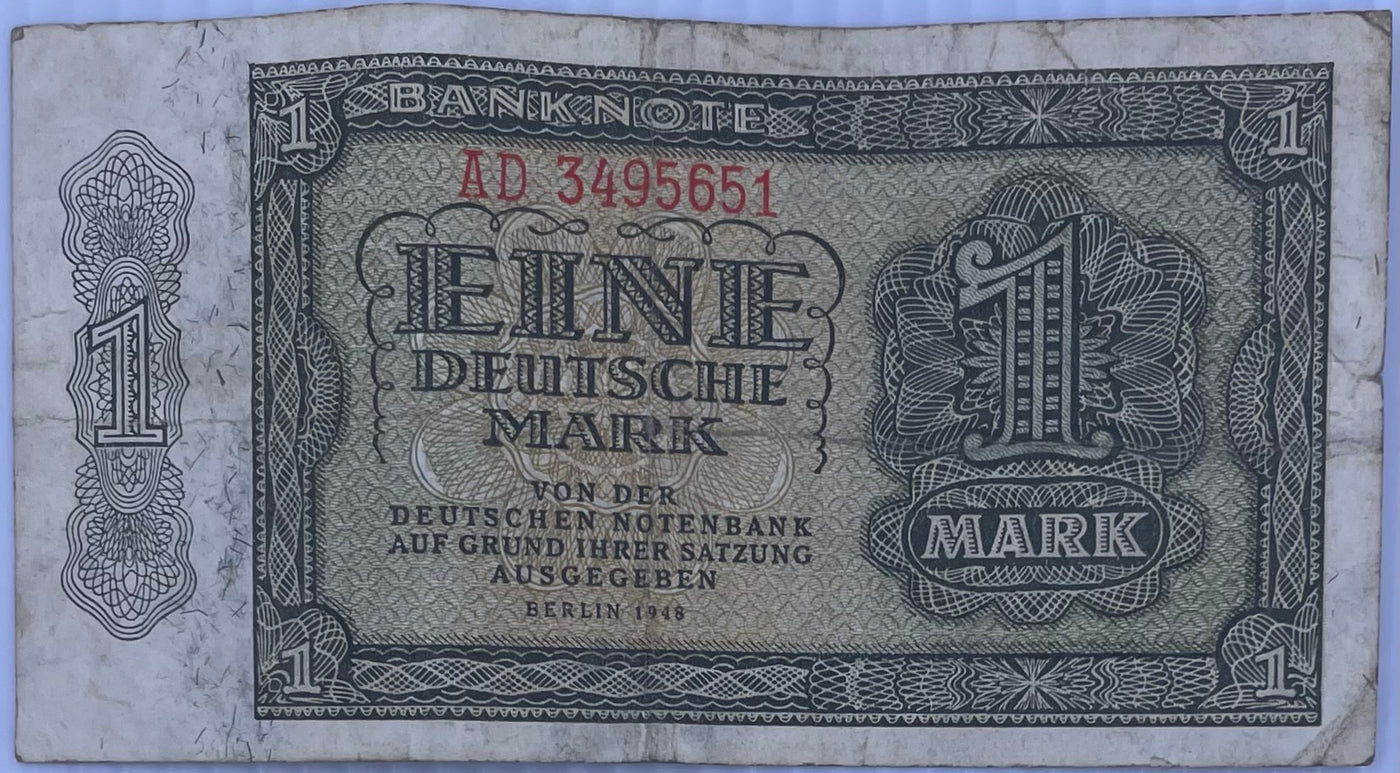 1 BANKNOTE 1
AD 3495651
EINE
DEUTSCHE
MARK
1
1
VON DER
DEUTSCHEN NOTENBANK
AUF GRUND IHRER SATZUNG
AUSGEGEBEN
BERLIN 1948
MARK
1
1